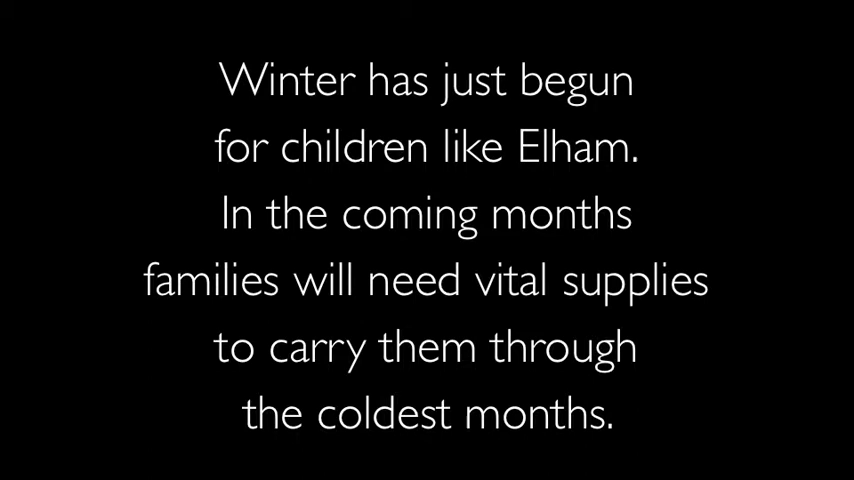 Winter has just begun
for children like Elham.
In the coming months
families will need vital supplies
to carry them through
the coldest months.